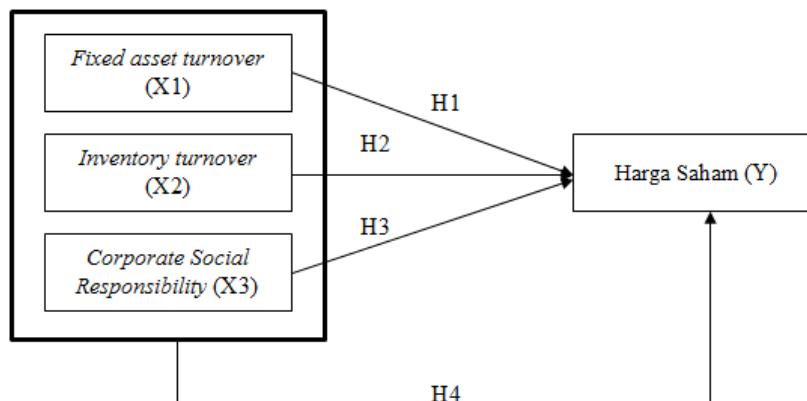 Fixed asset turnover
(X1)
H1
Inventory turnover
(X2)
H2
Harga Saham (Y)
H3
Corporate Social
Responsibility (X3)
H4